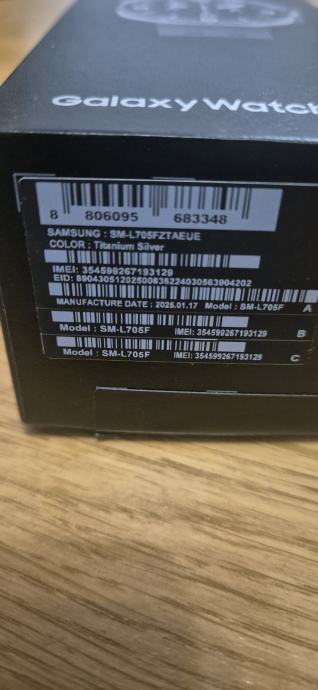 Galaxy Watch
8 806095 683348
SAMSUNG : SM-L705FZTAEUE
COLOR : Titanium Silver
IMEI: 354599267193129
EID: 89043051202500836224030563904202
MANUFACTURE DATE : 2025.01.17 Model : SM-L705F A
Model : SM-L705F IMEI: 354599267193129 B
Model : SM-L705F IMEI: 354599267193129 C